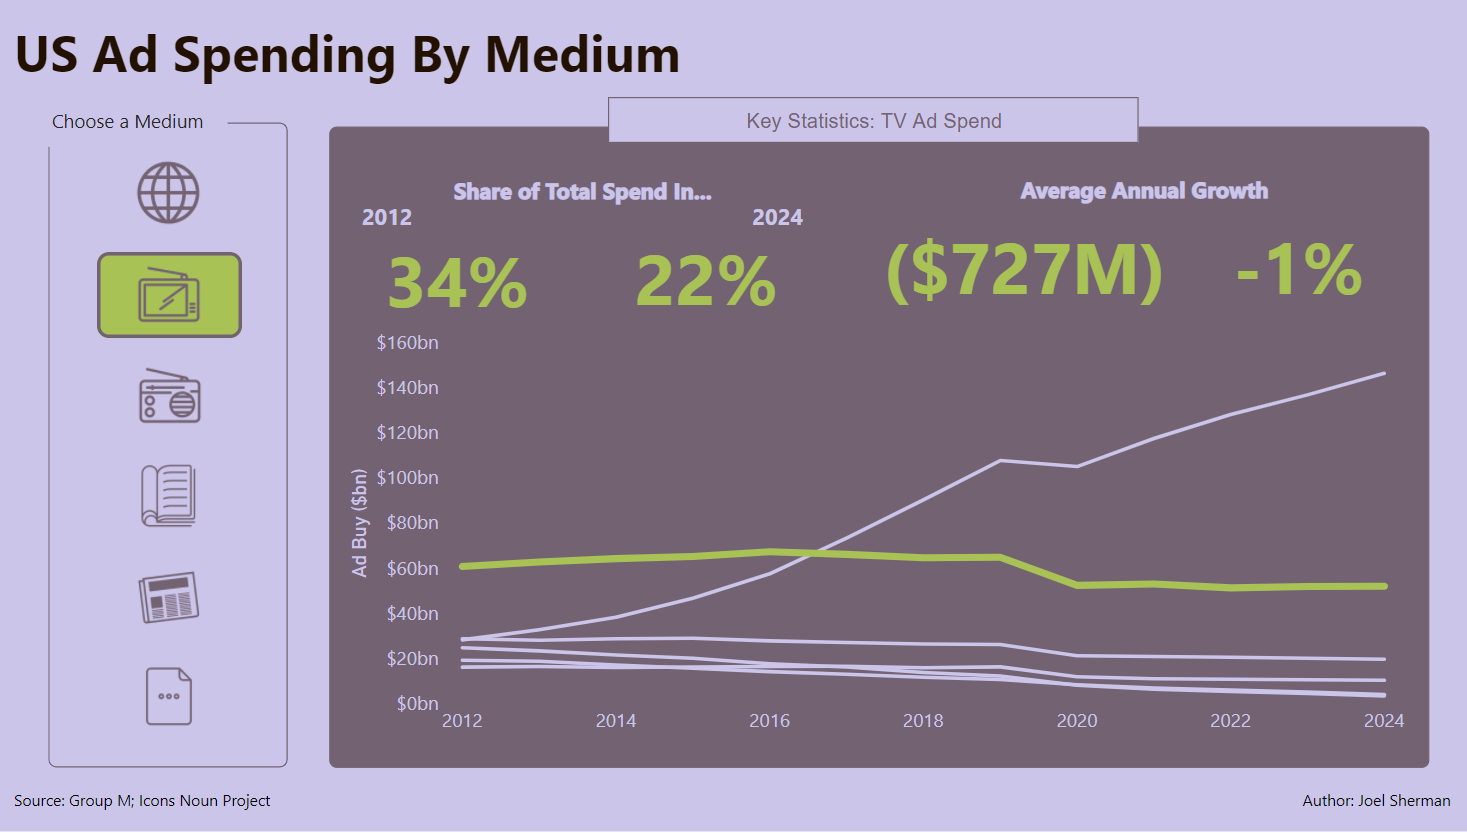 US Ad Spending By Medium
Choose a Medium
Key Statistics: TV Ad Spend
Share of Total Spend In...
2012
2024
34%
22%
Average Annual Growth
($727M)
-1%
Ad Buy ($bn)
$160bn
$140bn
$120bn
$100bn
$80bn
$60bn
$40bn
$20bn
$0bn
2012 2014 2016 2018 2020 2022 2024
Source: Group M; Icons Noun Project
Author: Joel Sherman